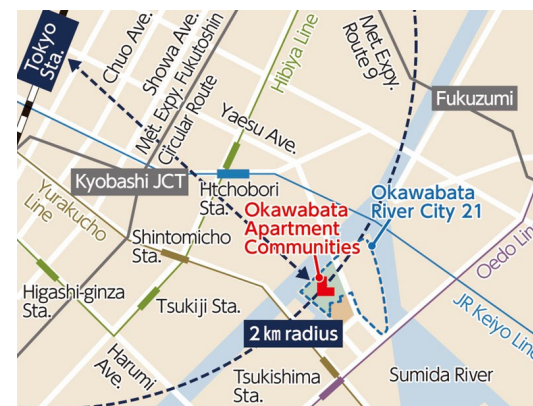 Tokyo
Sta.
Chuo Ave.
Showa Ave.
Met. Expy. Fukutoshin
Circular Route
Hibiya Line
Met. Expy.
Route 9
Fukuzumi
Yaesu Ave.
Kyobashi JCT
Htchobori
Sta.
Okawabata
River City 21
Okawabata
Apartment
Communities
Yurakucho
Line
Shintomicho
Sta.
Oedo Lin
Higashi-ginza
Sta.
Tsukiji Sta.
JR Keiyo Line
2 km radius
Harumi
Ave.
Tsukishima
Sta.
Sumida River